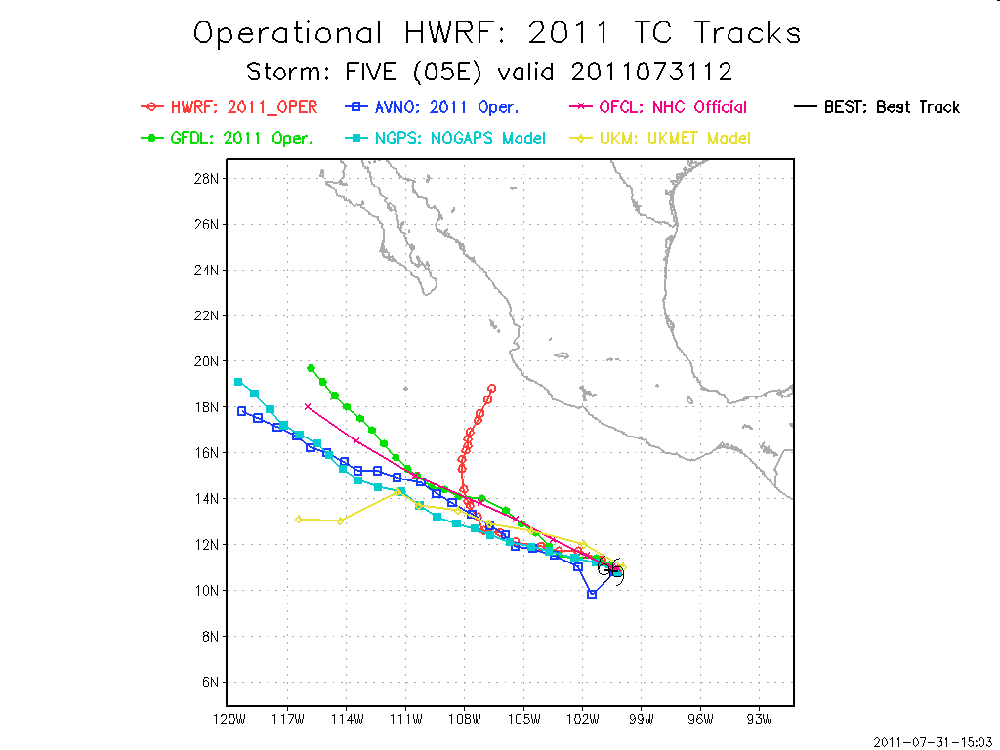 Operational HWRF: 2011 TC Tracks
Storm: FIVE (05E) valid 2011073112
HWRF: 2011_OPER AVNO: 2011 Oper. OFCL: NHC Official BEST: Best Track
GFDL: 2011 Oper. NGPS: NOGAPS Model UKM: UKMET Model
28N
26N
24N
22N
20N
18N
16N
14N
12N
10N
8N
6N
120W 117W 114W 111W 108W 105W 102W 99W 96W 93W
2011-07-31-15:03